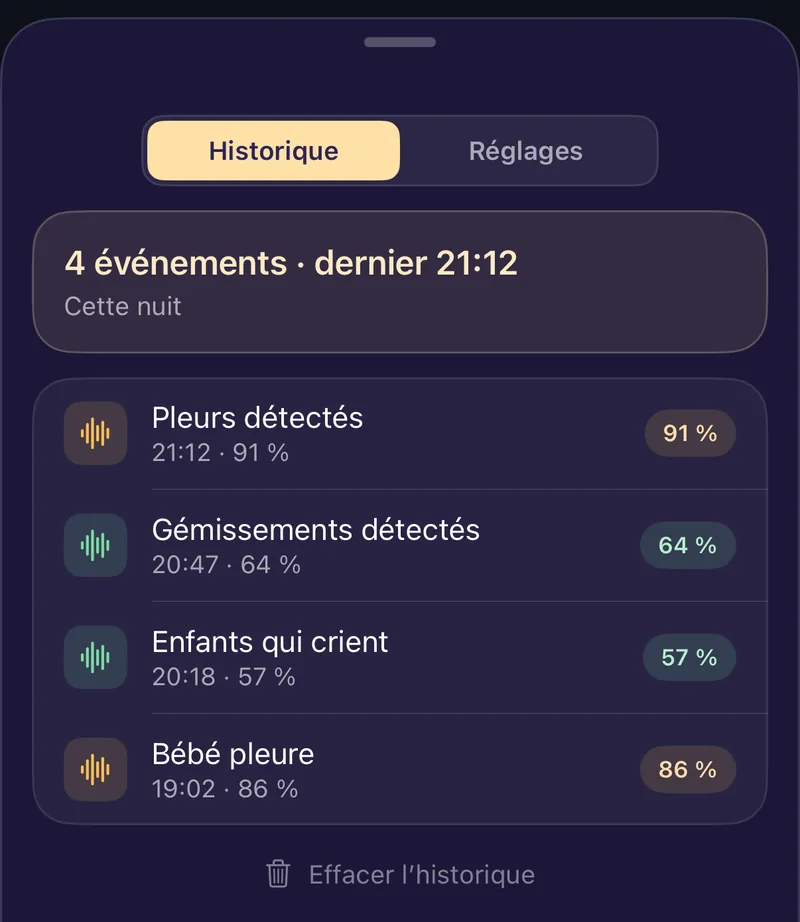 Historique
Réglages
4 événements · dernier 21:12
Cette nuit
Pleurs détectés
21:12 · 91 %
91 %
Gémissements détectés
20:47 · 64 %
64 %
Enfants qui crient
20:18 · 57 %
57 %
Bébé pleure
19:02 · 86 %
86 %
Effacer l’historique